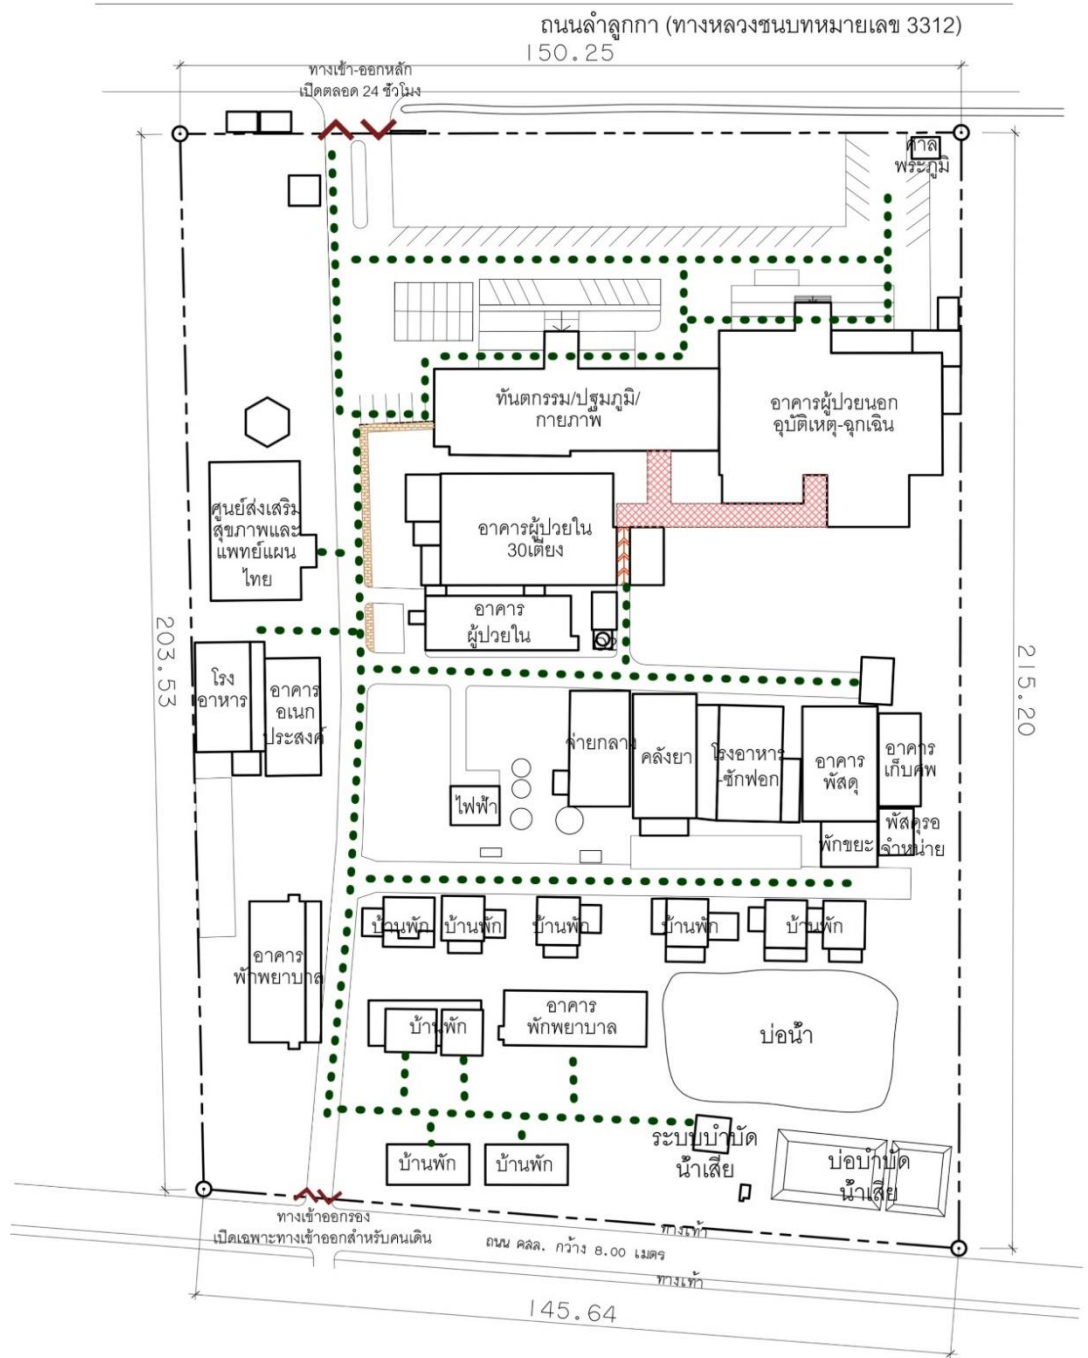 ถนนลำลูกกา (ทางหลวงชนบทหมายเลข 3312)
150.25
ทางเข้า-ออกหลัก
เปิดตลอด 24 ชั่วโมง
ศาล
พระภูมิ
ทันตกรรม/ปฐมภูมิ/
กายภาพ
อาคารผู้ป่วยนอก
อุบัติเหตุ-ฉุกเฉิน
ศูนย์ส่งเสริม
สุขภาพและ
แพทย์แผน
ไทย
อาคารผู้ป่วยใน
30เตียง
อาคาร
ผู้ป่วยใน
203.53
215.20
โรง
อาหาร
อาคาร
อเนก
ประสงค์
จ่ายกลาง
คลังยา
โรงอาหาร
-ซักฟอก
อาคาร
พัสดุ
อาคาร
เก็บศพ
ไฟฟ้า
พักขยะ
พัสดุรอ
จำหน่าย
บ้านพัก
บ้านพัก
บ้านพัก
บ้านพัก
บ้านพัก
อาคาร
พักพยาบาล
บ้านพัก
อาคาร
พักพยาบาล
บ่อน้ำ
ระบบบำบัด
น้ำเสีย
บ่อบำบัด
น้ำเสีย
บ้านพัก
บ้านพัก
ทางเข้าออกรอง
เปิดเฉพาะทางเข้าออกสำหรับคนเดิน
ทางเท้า
ถนน คสล. กว้าง 8.00 เมตร
ทางเท้า
145.64